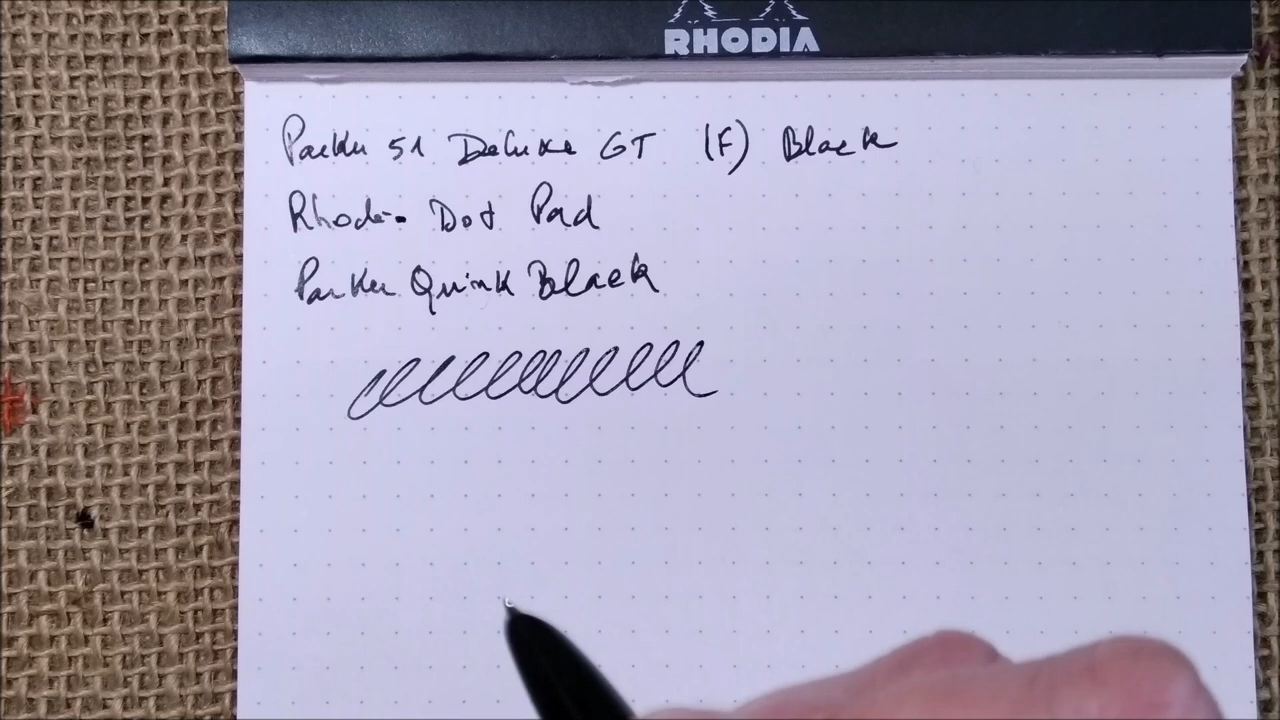 RHODIA
Parker 51 Deluxe GT (F) Black
Rhodia Dot Pad
Parker Quink Black